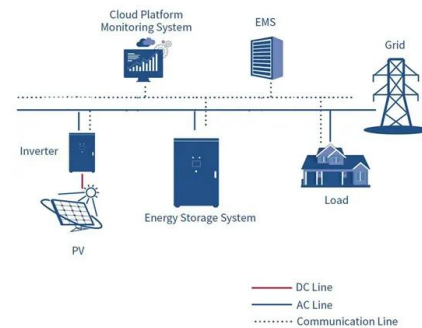 Cloud Platform
Monitoring System
EMS
Grid
Inverter
Energy Storage System
Load
PV
DC Line
AC Line
Communication Line